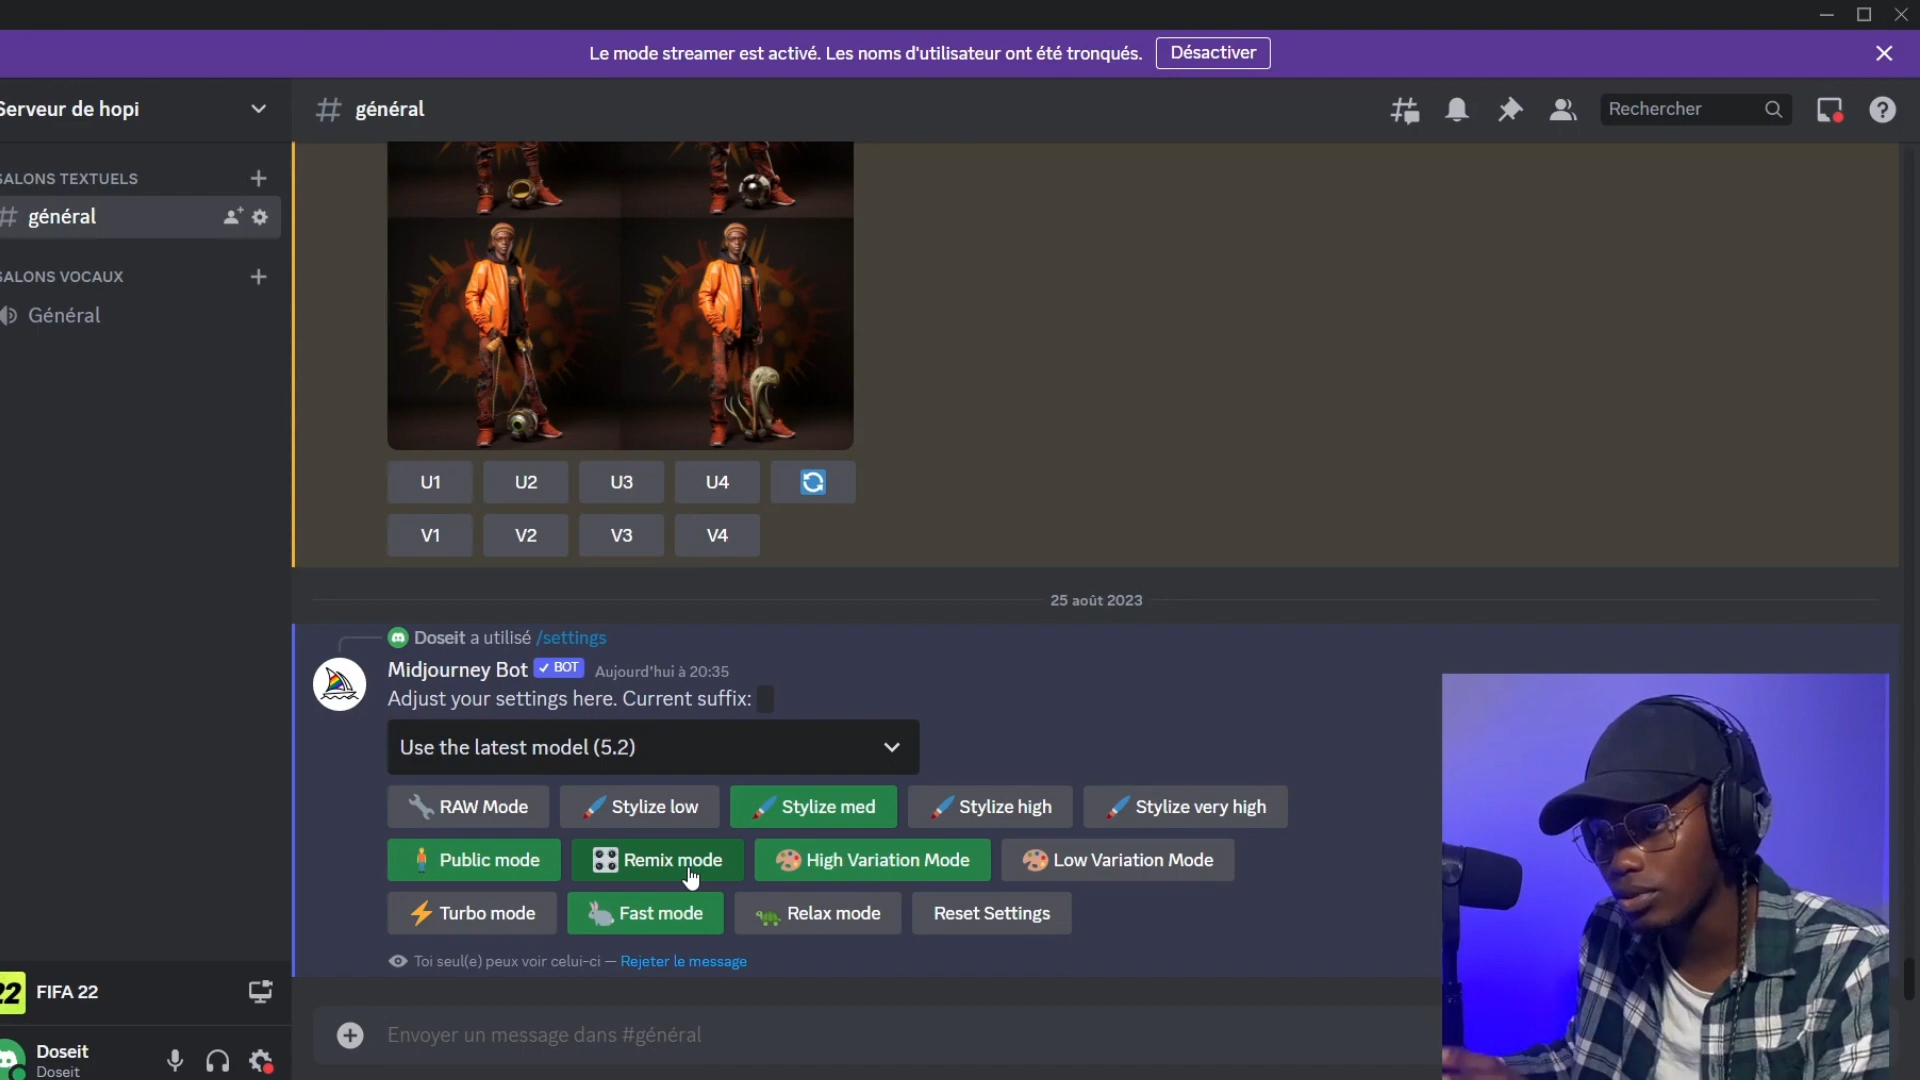 Le mode streamer est activé. Les noms d'utilisateur ont été tronqués. Désactiver
Serveur de hopi
général
Rechercher
SALONS TEXTUELS
général
SALONS VOCAUX
Général
U1 U2 U3 U4
V1 V2 V3 V4
25 août 2023
Doseit a utilisé /settings
Midjourney Bot BOT Aujourd'hui à 20:35
Adjust your settings here. Current suffix:
Use the latest model (5.2)
RAW Mode Stylize low Stylize med Stylize high Stylize very high
Public mode Remix mode High Variation Mode Low Variation Mode
Turbo mode Fast mode Relax mode Reset Settings
Toi seul(e) peux voir celui-ci — Rejeter le message
22 FIFA 22
Envoyer un message dans #général
Doseit
Doseit